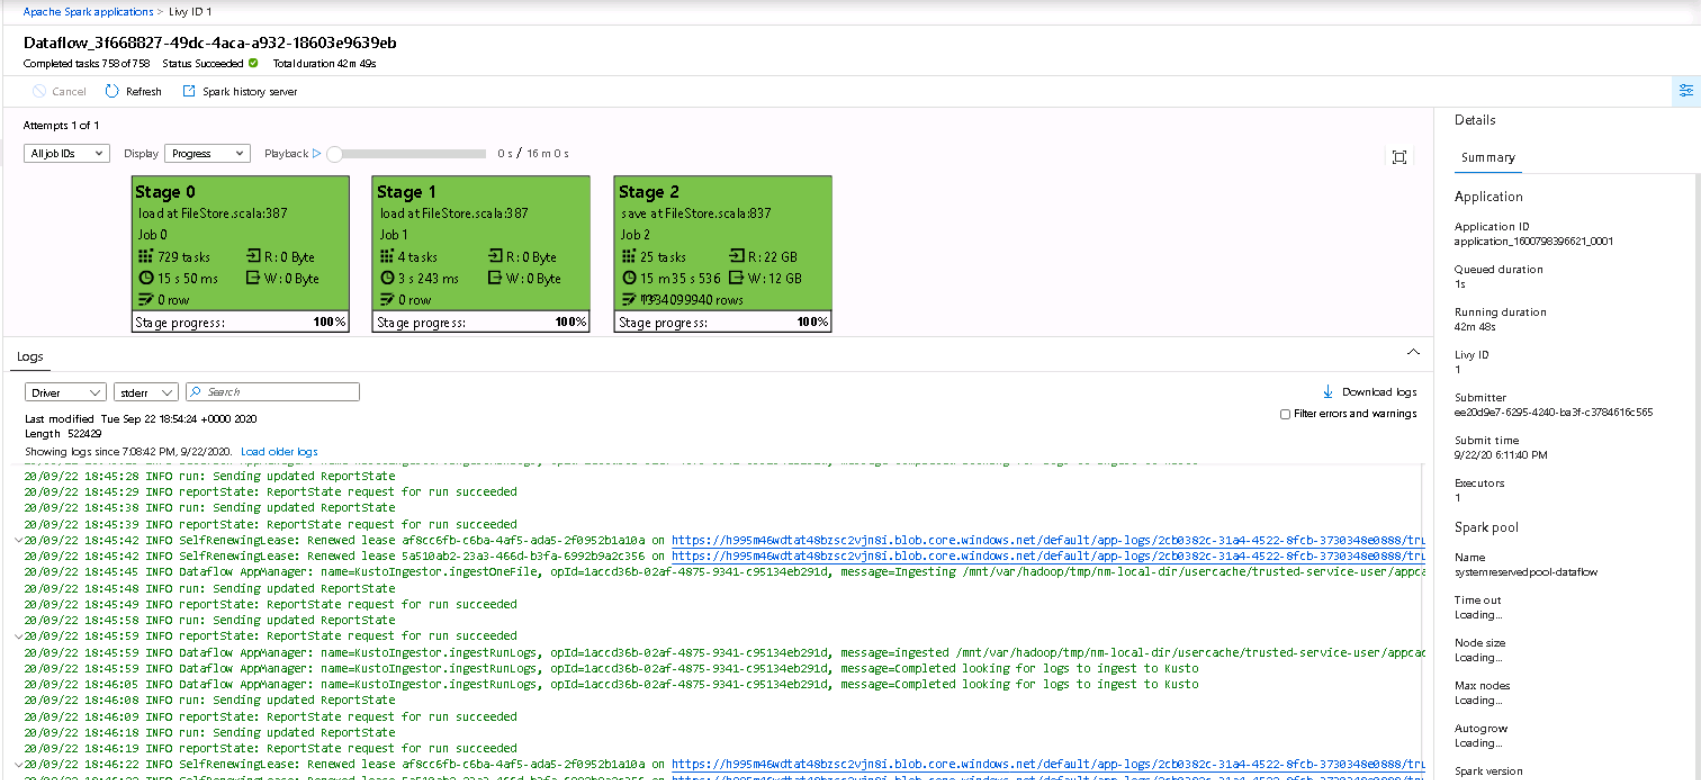 Apache Spark applications > Livy ID 1
Dataflow_3f668827-49dc-4aca-a932-18603e9639eb
Completed tasks 758 of 758 Status Succeeded Total duration 42m 49s
Cancel Refresh Spark history server
Attempts 1 of 1
All job IDs Display Progress Playback 0 s / 16 m 0 s
Stage 0
load at FileStore.scala:387
Job 0
729 tasks R: 0 Byte
15 s 50 ms W: 0 Byte
0 row
Stage progress: 100%
Stage 1
load at FileStore.scala:387
Job 1
4 tasks R: 0 Byte
3 s 243 ms W: 0 Byte
0 row
Stage progress: 100%
Stage 2
save at FileStore.scala:837
Job 2
25 tasks R: 22 GB
15 m 35 s 536 ms W: 12 GB
1334099940 rows
Stage progress: 100%
Logs
Driver stderr Search
Download logs
Filter errors and warnings
Last modified Tue Sep 22 18:54:24 +0000 2020
Length 522429
Showing logs since 7:08:42 PM, 9/22/2020. Load older logs
20/09/22 18:45:28 INFO run: Sending updated ReportState
20/09/22 18:45:29 INFO reportState: ReportState request for run succeeded
20/09/22 18:45:38 INFO run: Sending updated ReportState
20/09/22 18:45:39 INFO reportState: ReportState request for run succeeded
20/09/22 18:45:42 INFO SelfRenewingLease: Renewed lease af8cc6fb-c6ba-4af5-ada5-2f0952b1a10a on https://h995m46wdtat48bzsc2vjn8i.blob.core.windows.net/default/app-logs/2cb0382c-31a4-4522-8fcb-3730348e0888/tru
20/09/22 18:45:42 INFO SelfRenewingLease: Renewed lease 5a510ab2-23a3-466d-b3fa-6992b9a2c356 on https://h995m46wdtat48bzsc2vjn8i.blob.core.windows.net/default/app-logs/2cb0382c-31a4-4522-8fcb-3730348e0888/tru
20/09/22 18:45:45 INFO Dataflow AppManager: name=KustoIngestor.ingestOneFile, opId=1accd36b-02af-4875-9341-c95134eb291d, message=Ingesting /mnt/var/hadoop/tmp/nm-local-dir/usercache/trusted-service-user/appca
20/09/22 18:45:48 INFO run: Sending updated ReportState
20/09/22 18:45:49 INFO reportState: ReportState request for run succeeded
20/09/22 18:45:58 INFO run: Sending updated ReportState
20/09/22 18:45:59 INFO reportState: ReportState request for run succeeded
20/09/22 18:45:59 INFO Dataflow AppManager: name=KustoIngestor.ingestRunLogs, opId=1accd36b-02af-4875-9341-c95134eb291d, message=ingested /mnt/var/hadoop/tmp/nm-local-dir/usercache/trusted-service-user/appcac
20/09/22 18:45:59 INFO Dataflow AppManager: name=KustoIngestor.ingestRunLogs, opId=1accd36b-02af-4875-9341-c95134eb291d, message=Completed looking for logs to ingest to Kusto
20/09/22 18:46:05 INFO Dataflow AppManager: name=KustoIngestor.ingestRunLogs, opId=1accd36b-02af-4875-9341-c95134eb291d, message=Completed looking for logs to ingest to Kusto
20/09/22 18:46:08 INFO run: Sending updated ReportState
20/09/22 18:46:09 INFO reportState: ReportState request for run succeeded
20/09/22 18:46:18 INFO run: Sending updated ReportState
20/09/22 18:46:19 INFO reportState: ReportState request for run succeeded
20/09/22 18:46:22 INFO SelfRenewingLease: Renewed lease af8cc6fb-c6ba-4af5-ada5-2f0952b1a10a on https://h995m46wdtat48bzsc2vjn8i.blob.core.windows.net/default/app-logs/2cb0382c-31a4-4522-8fcb-3730348e0888/tru
Details
Summary
Application
Application ID
application_1600798396621_0001
Queued duration
1s
Running duration
42m 48s
Livy ID
1
Submitter
ee20d9e7-6295-4240-ba3f-c3784616c565
Submit time
9/22/20 6:11:40 PM
Executors
1
Spark pool
Name
systemreservedpool-dataflow
Time out
Loading...
Node size
Loading...
Max nodes
Loading...
Autogrow
Loading...
Spark version